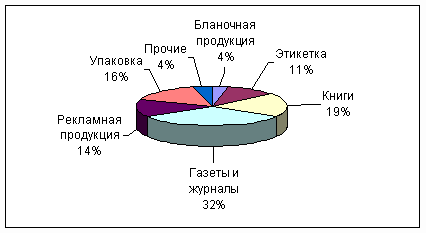 Бланочная
продукция
4%
Этикетка
11%
Книги
19%
Газеты и
журналы
32%
Рекламная
продукция
14%
Упаковка
16%
Прочие
4%